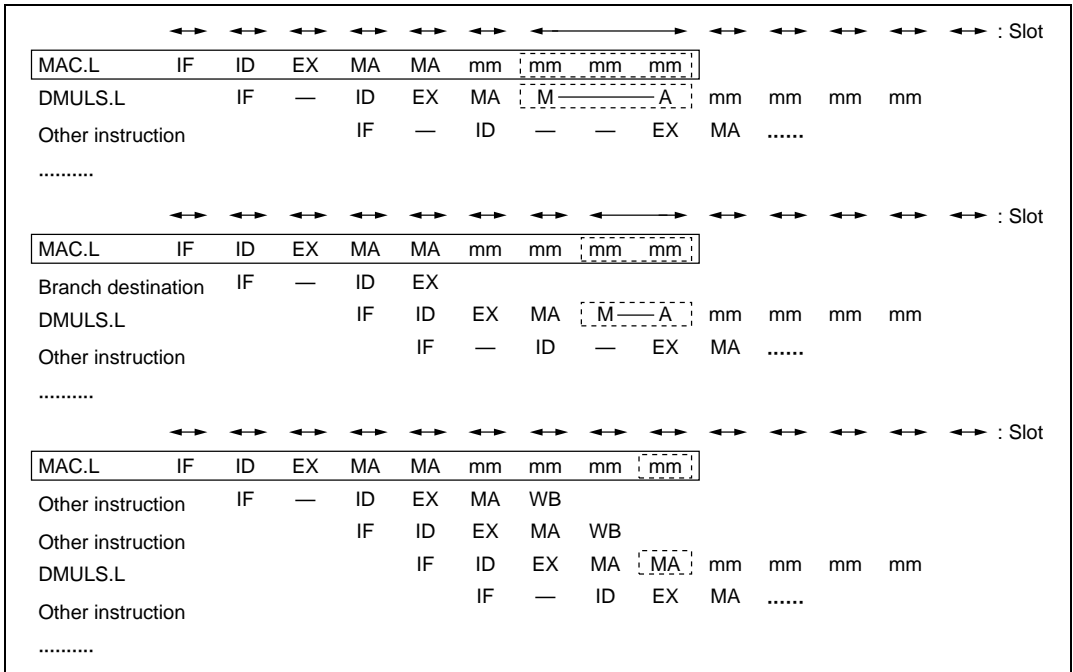 : Slot
MAC.L IF ID EX MA MA mm mm mm mm
DMULS.L IF — ID EX MA M A mm mm mm mm
Other instruction IF — ID — — EX MA ......
..........
: Slot
MAC.L IF ID EX MA MA mm mm mm mm
Branch destination IF — ID EX
DMULS.L IF ID EX MA M A mm mm mm mm
Other instruction IF — ID — EX MA ......
..........
: Slot
MAC.L IF ID EX MA MA mm mm mm mm
Other instruction IF — ID EX MA WB
Other instruction IF ID EX MA WB
DMULS.L IF ID EX MA MA mm mm mm mm
Other instruction IF — ID EX MA ......
..........